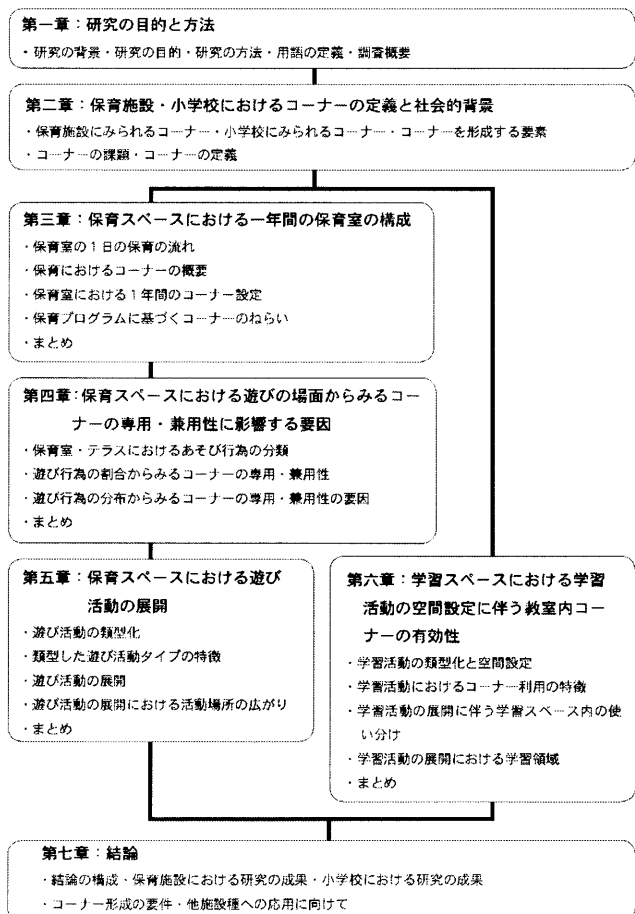 第一章：研究の目的と方法
・研究の背景・研究の目的・研究の方法・用語の定義・調査概要
第二章：保育施設・小学校におけるコーナーの定義と社会的背景
・保育施設にみられるコーナー・小学校にみられるコーナー・コーナーを形成する要素
・コーナーの課題・コーナーの定義
第三章：保育スペースにおける一年間の保育室の構成
・保育室の１日の保育の流れ
・保育におけるコーナーの概要
・保育室における１年間のコーナー設定
・保育プログラムに基づくコーナーのねらい
・まとめ
第四章：保育スペースにおける遊びの場面からみるコー
ナーの専用・兼用性に影響する要因
・保育室・テラスにおけるあそび行為の分類
・遊び行為の割合からみるコーナーの専用・兼用性
・遊び行為の分布からみるコーナーの専用・兼用性の要因
・まとめ
第五章：保育スペースにおける遊び
活動の展開
・遊び活動の類型化
・類型した遊び活動タイプの特徴
・遊び活動の展開
・遊び活動の展開における活動場所の広がり
・まとめ
第六章：学習スペースにおける学習
活動の空間設定に伴う教室内コー
ナーの有効性
・学習活動の類型化と空間設定
・学習活動におけるコーナー利用の特徴
・学習活動の展開に伴う学習スペース内の使
い分け
・学習活動の展開における学習領域
・まとめ
第七章：結論
・結論の構成・保育施設における研究の成果・小学校における研究の成果
・コーナー形成の要件・他施設種への応用に向けて